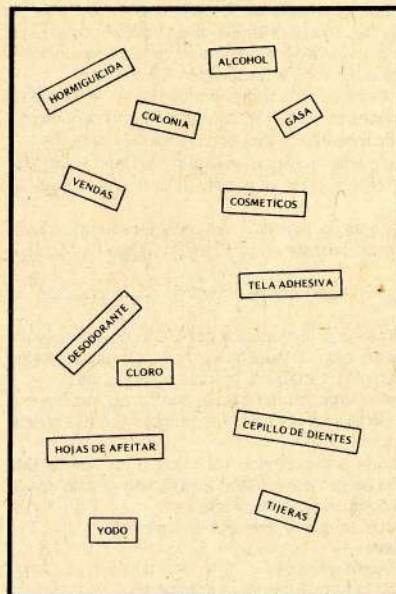 HORMIGUICIDA
ALCOHOL
COLONIA
GASA
VENDAS
COSMETICOS
TELA ADHESIVA
DESODORANTE
CLORO
CEPILLO DE DIENTES
HOJAS DE AFEITAR
TIJERAS
YODO